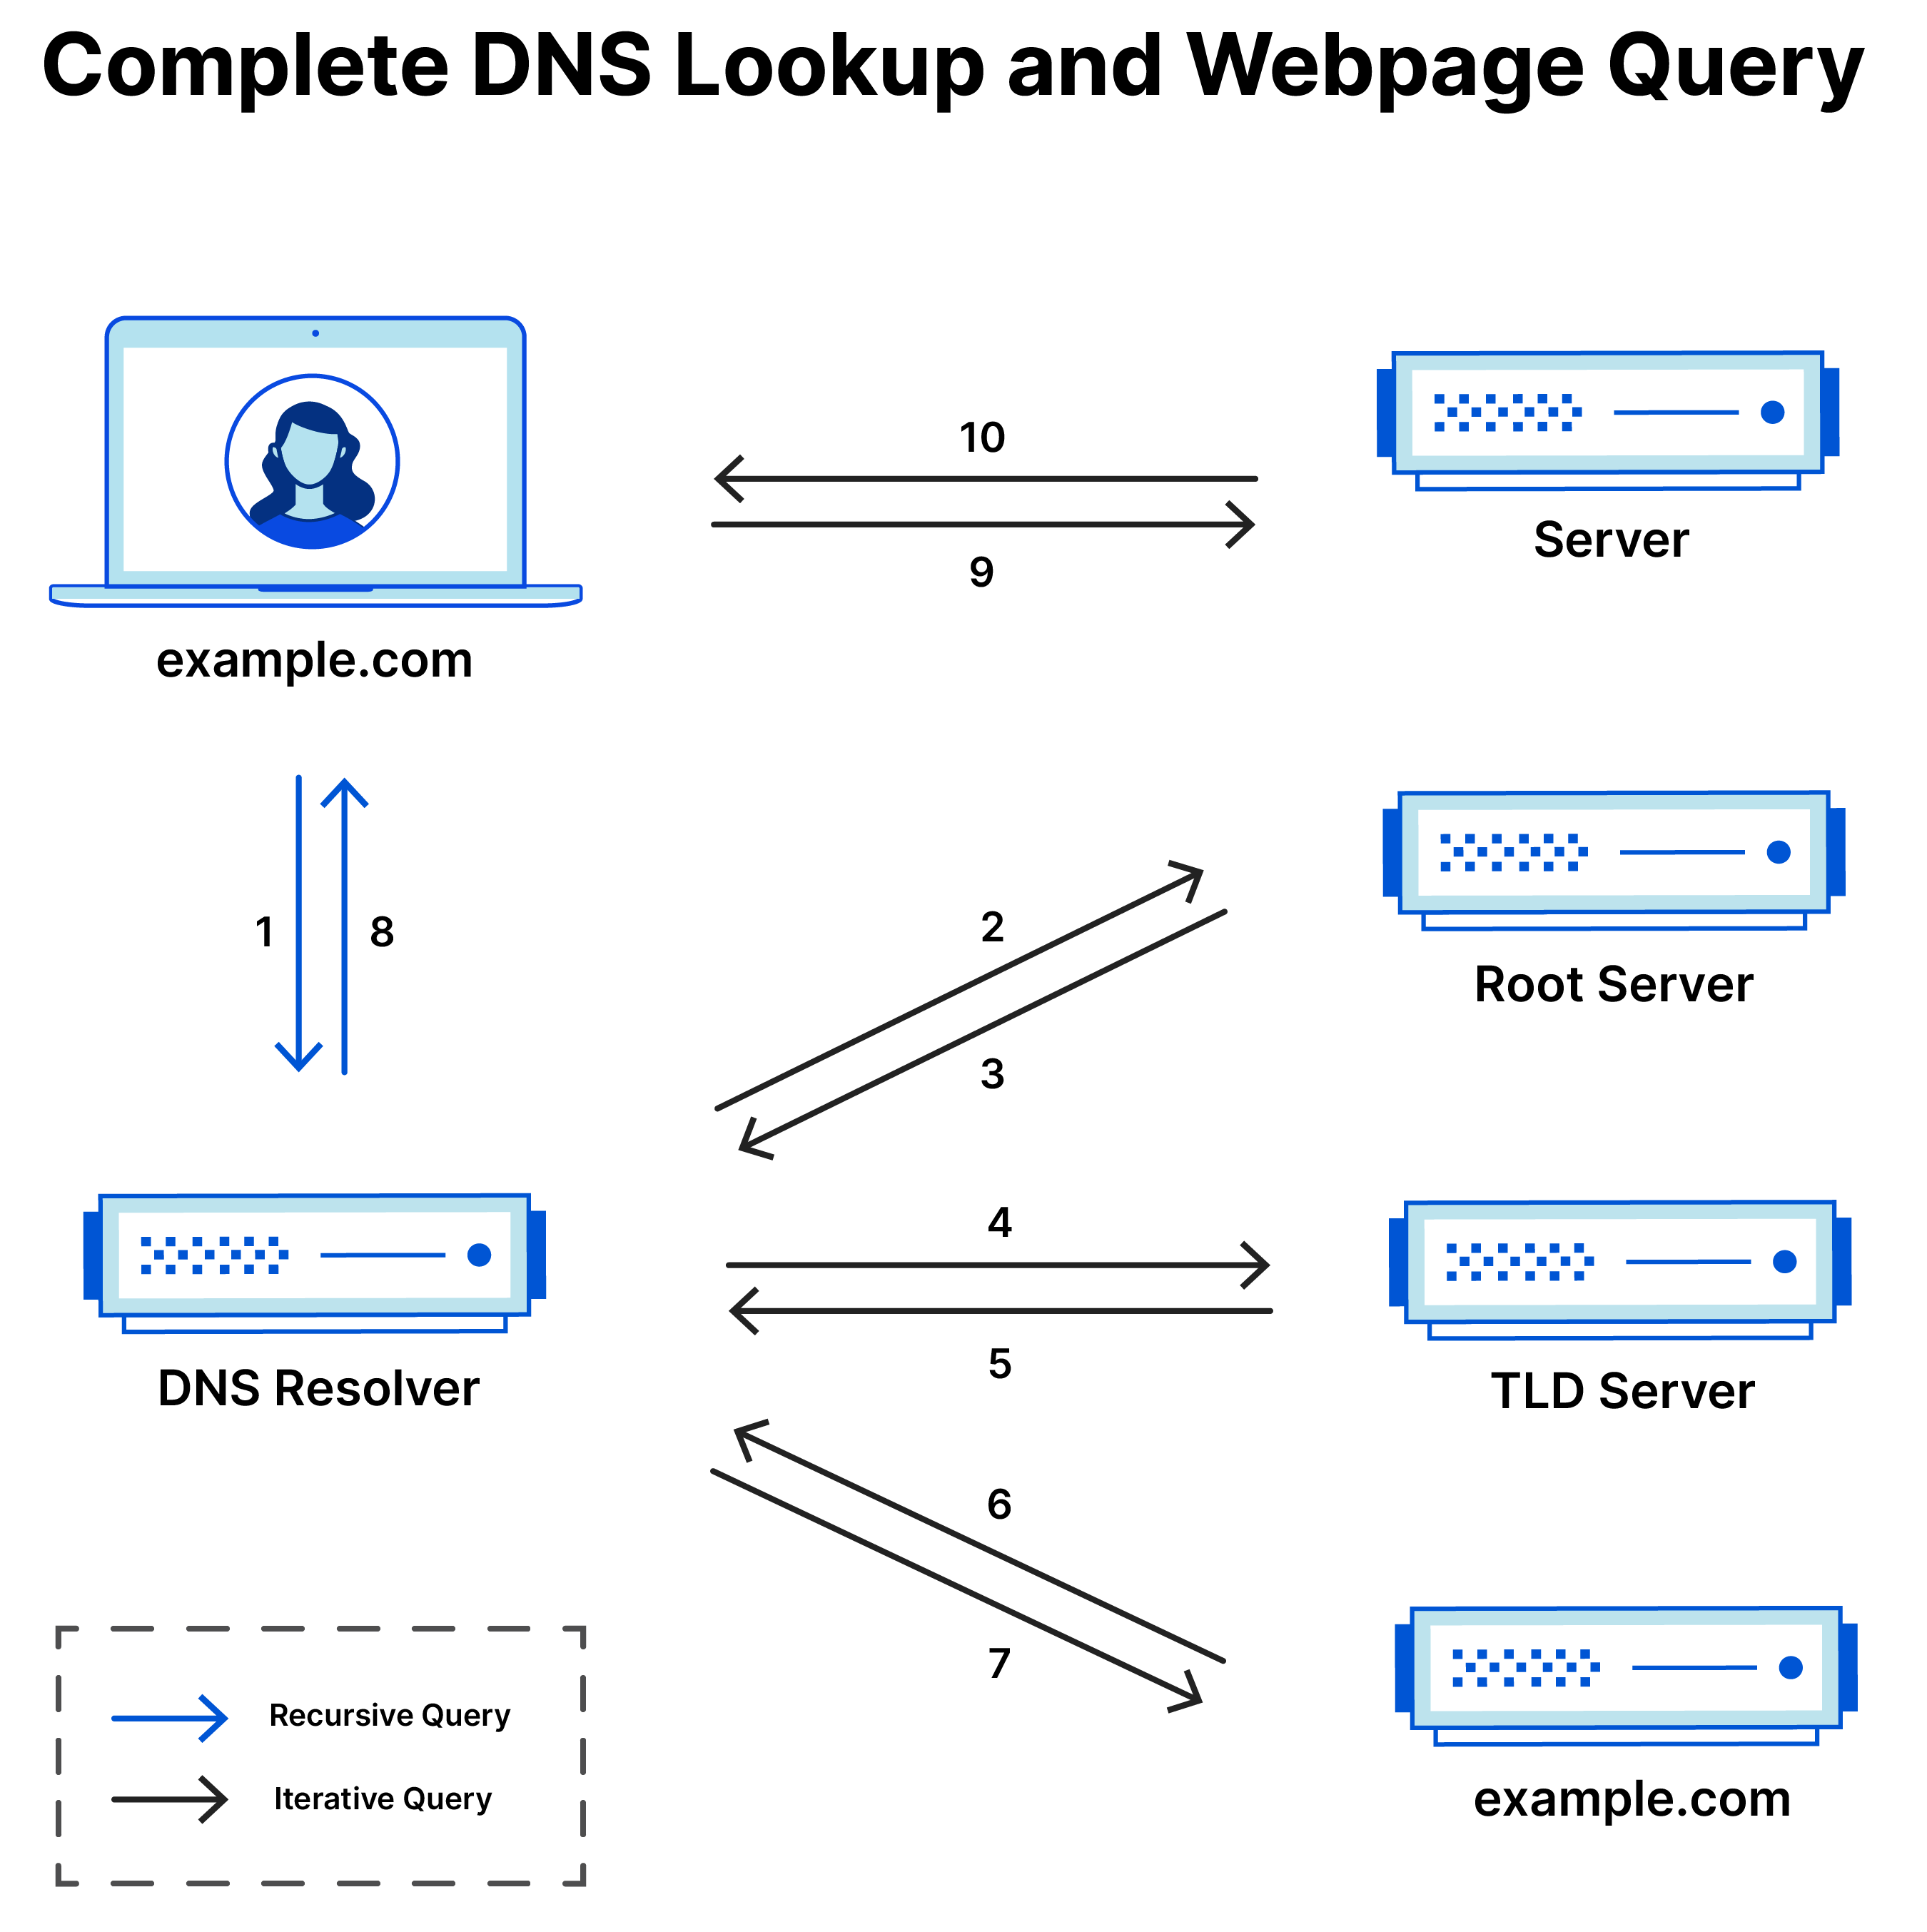 Complete DNS Lookup and Webpage Query
10
9
Server
example.com
1
8
2
3
Root Server
4
5
DNS Resolver
TLD Server
6
7
Recursive Query
Iterative Query
example.com